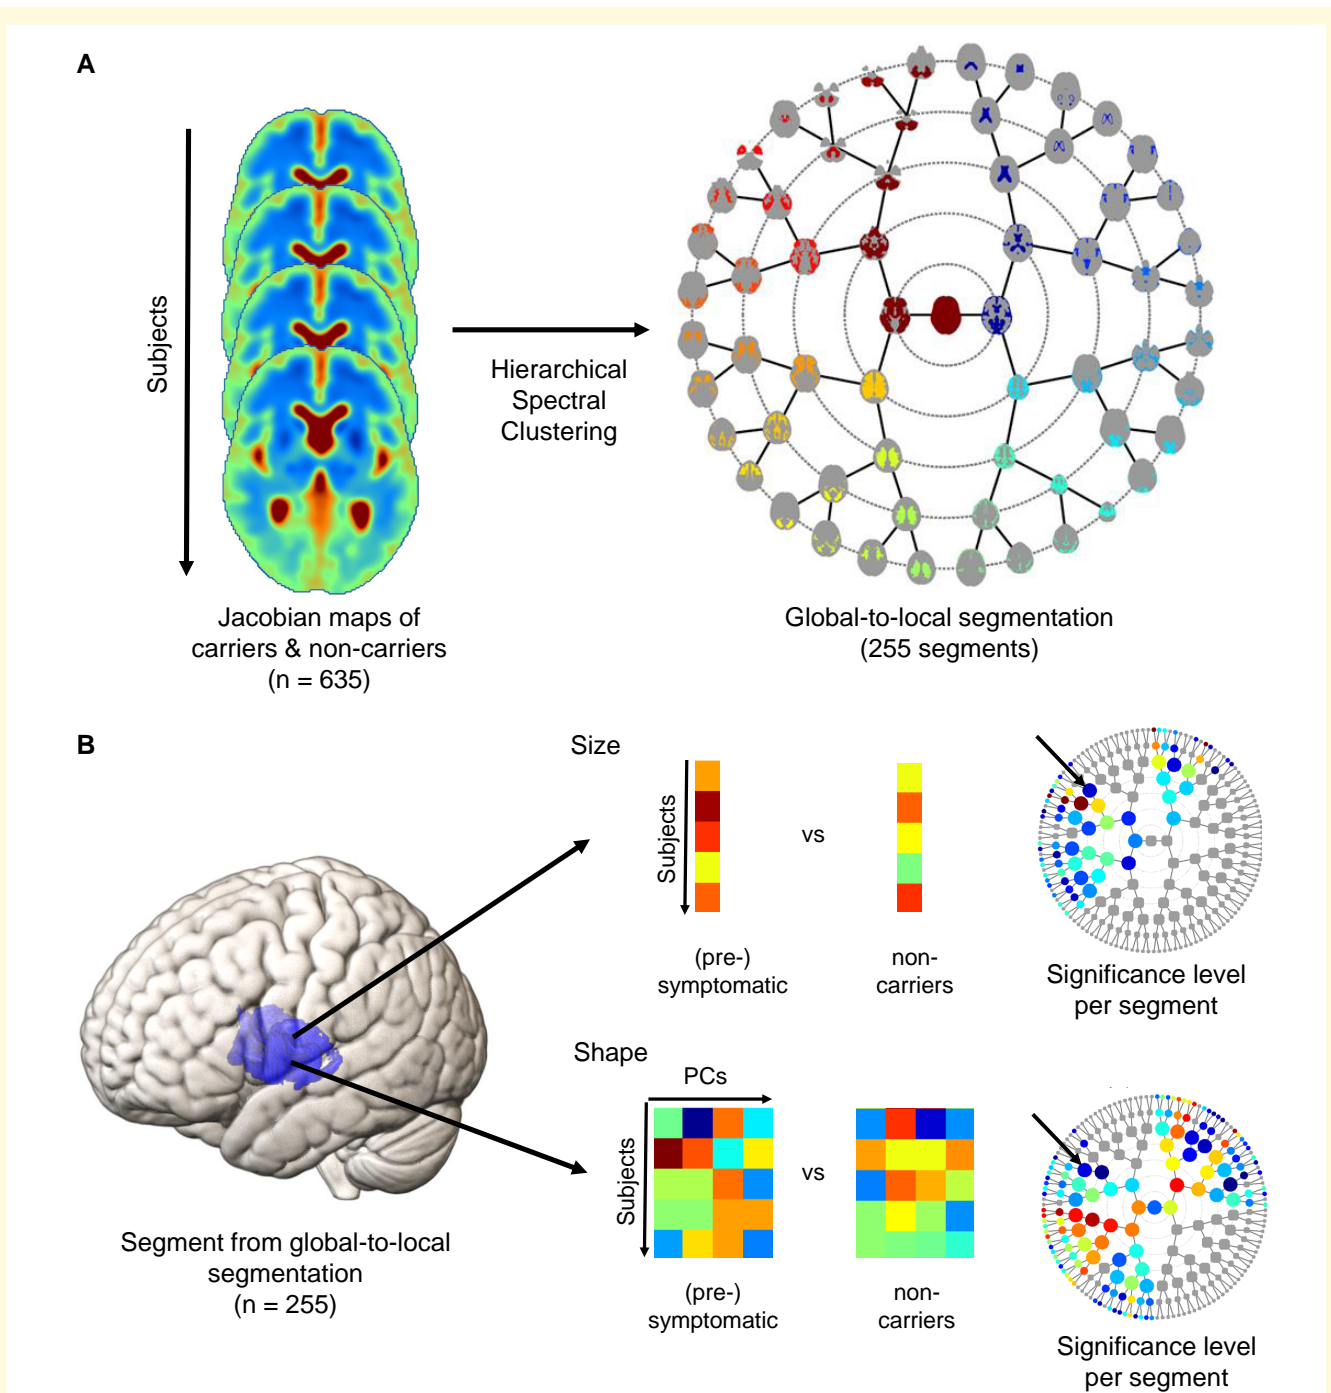 A
Subjects
Hierarchical
Spectral
Clustering
Jacobian maps of
carriers & non-carriers
(n = 635)
Global-to-local segmentation
(255 segments)
B
Size
Subjects
vs
(pre-)
symptomatic
non-
carriers
Significance level
per segment
Shape
PCs
Subjects
vs
(pre-)
symptomatic
non-
carriers
Significance level
per segment
Segment from global-to-local
segmentation
(n = 255)